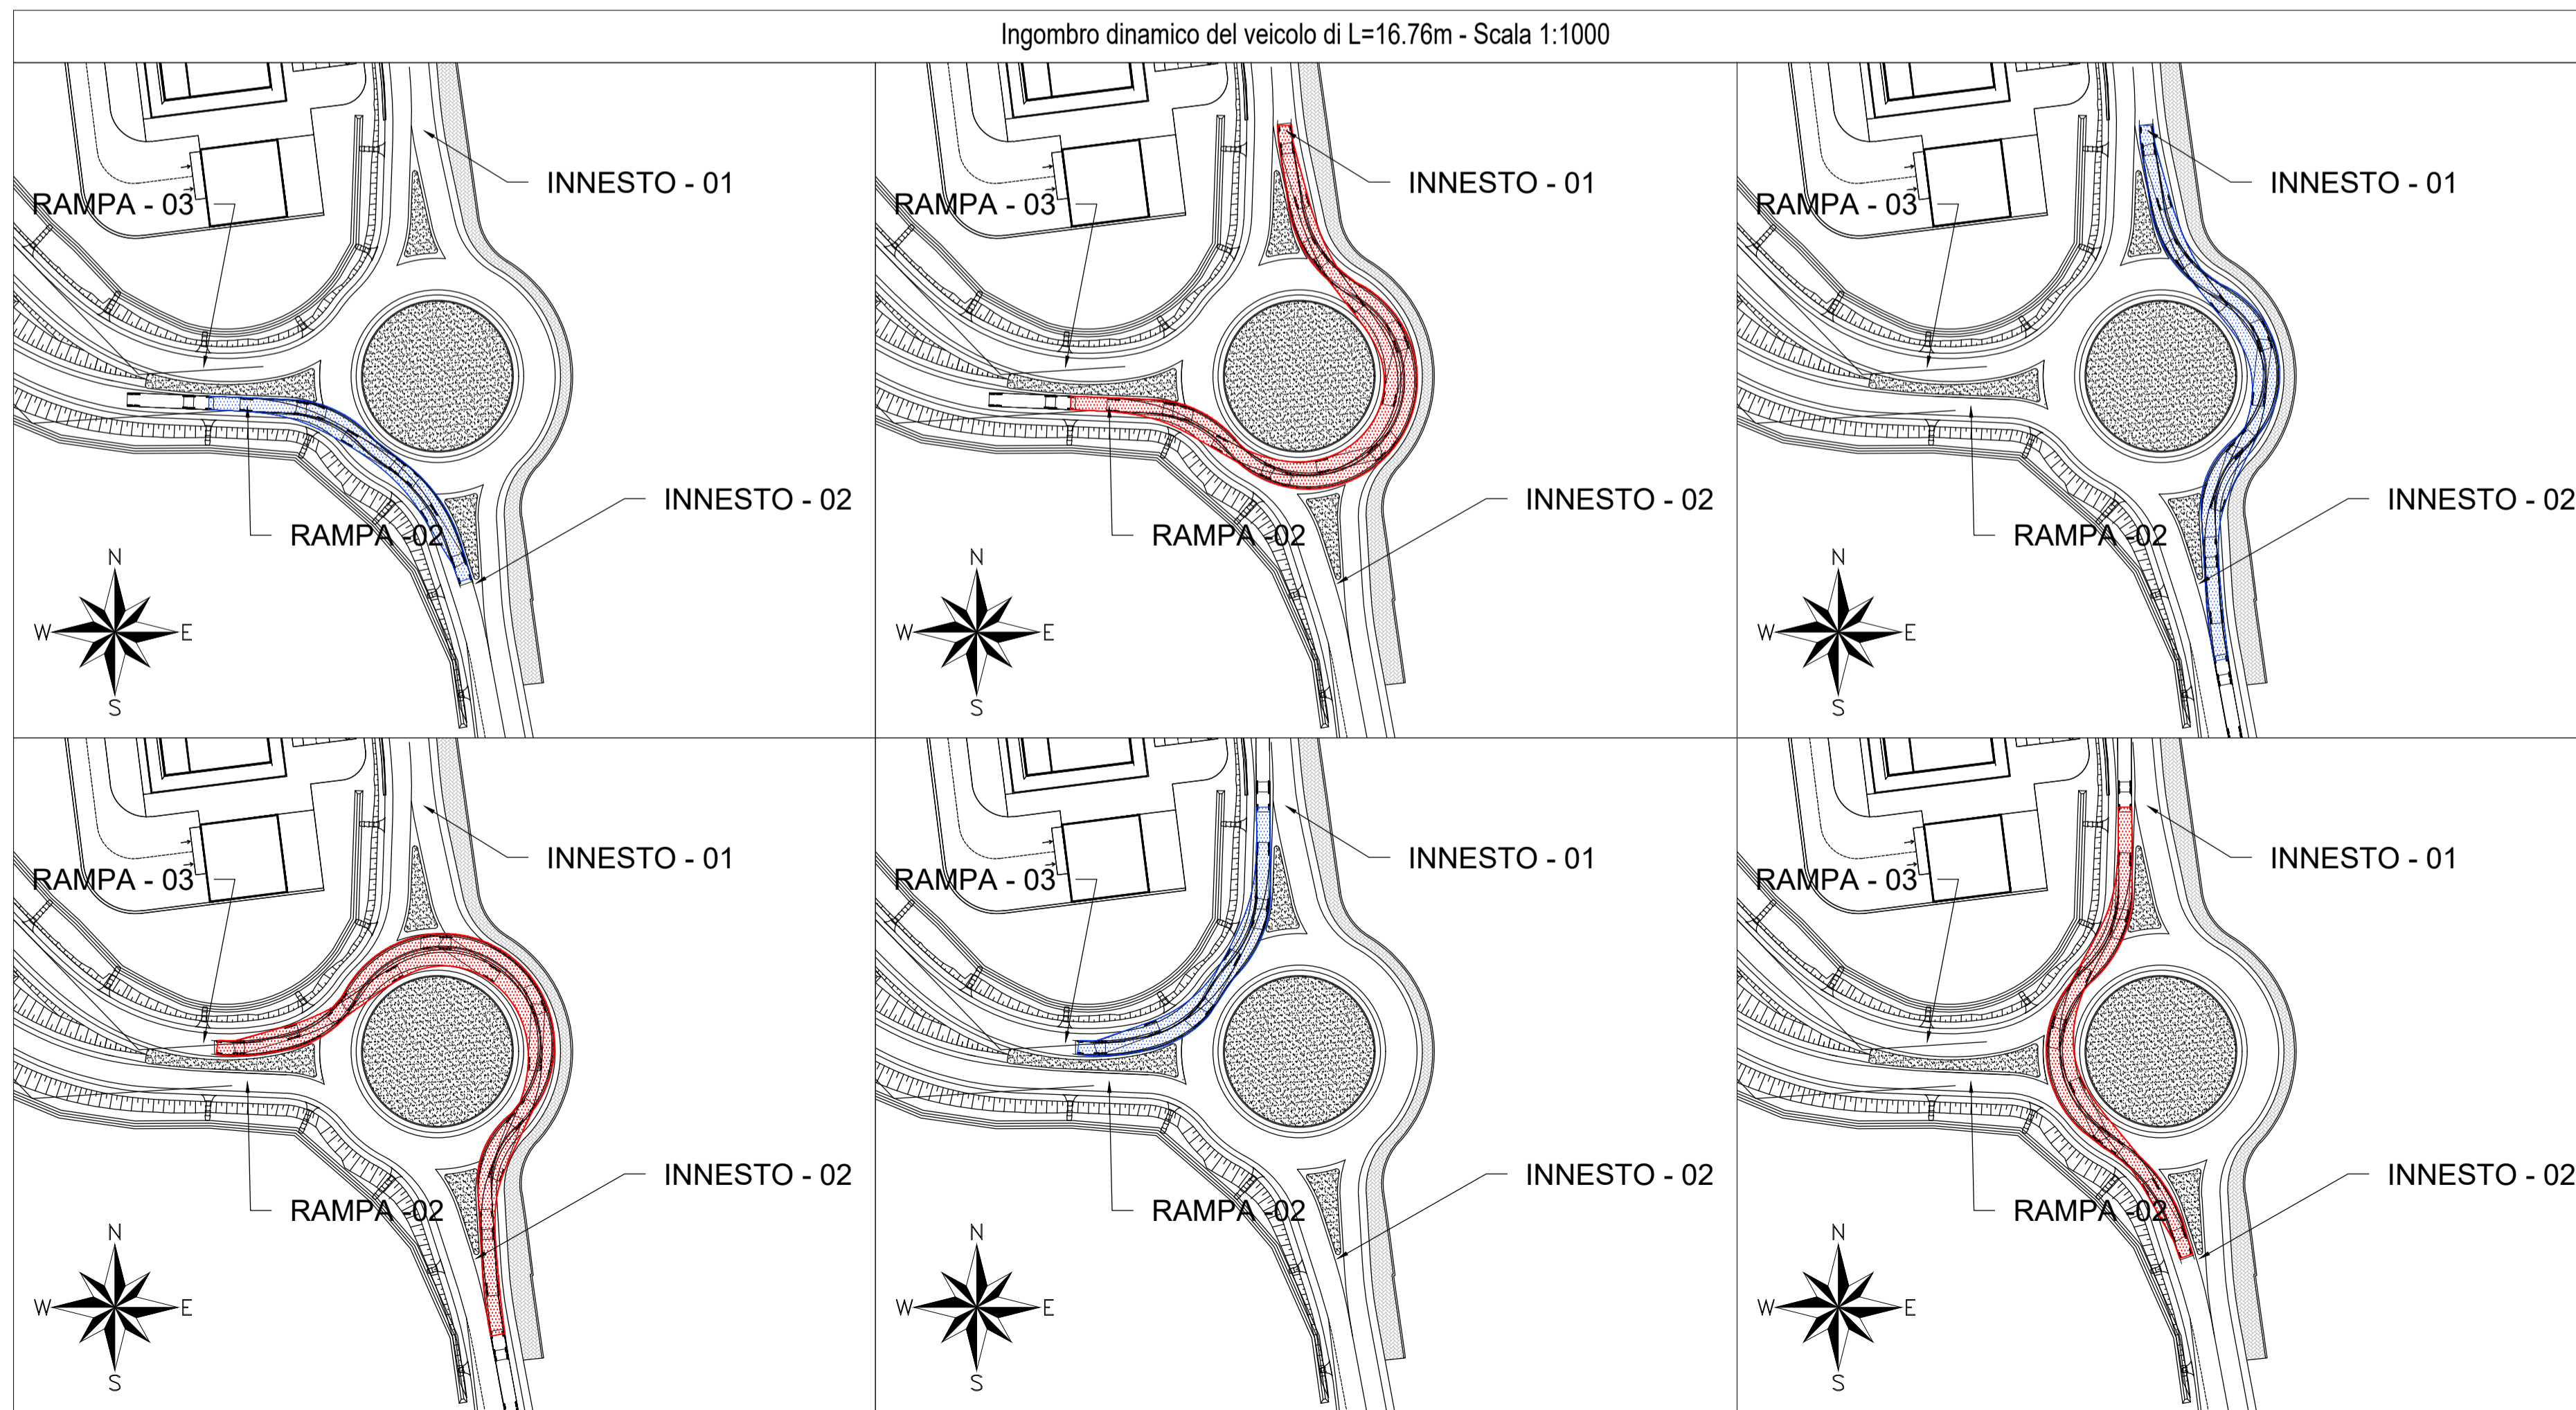 Ingombro dinamico del veicolo di L=16.76m - Scala 1:1000
INNESTO - 01
RAMPA - 03
INNESTO - 02
RAMPA -02
N
W
E
S
INNESTO - 01
RAMPA - 03
INNESTO - 02
RAMPA -02
N
W
E
S
INNESTO - 01
RAMPA - 03
INNESTO - 02
RAMPA -02
N
W
E
S
INNESTO - 01
RAMPA - 03
INNESTO - 02
RAMPA -02
N
W
E
S
INNESTO - 01
RAMPA - 03
INNESTO - 02
RAMPA -02
N
W
E
S
INNESTO - 01
RAMPA - 03
INNESTO - 02
RAMPA -02
N
W
E
S